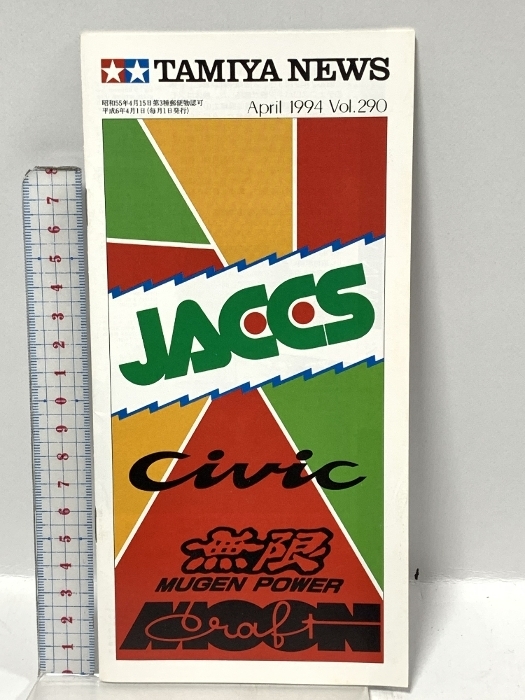 TAMIYA NEWS
昭和55年4月15日第3種郵便物認可
平成6年4月1日(毎月1日発行)
April 1994 Vol.290
JACCS
civic
無限
MUGEN POWER
MOON
craft